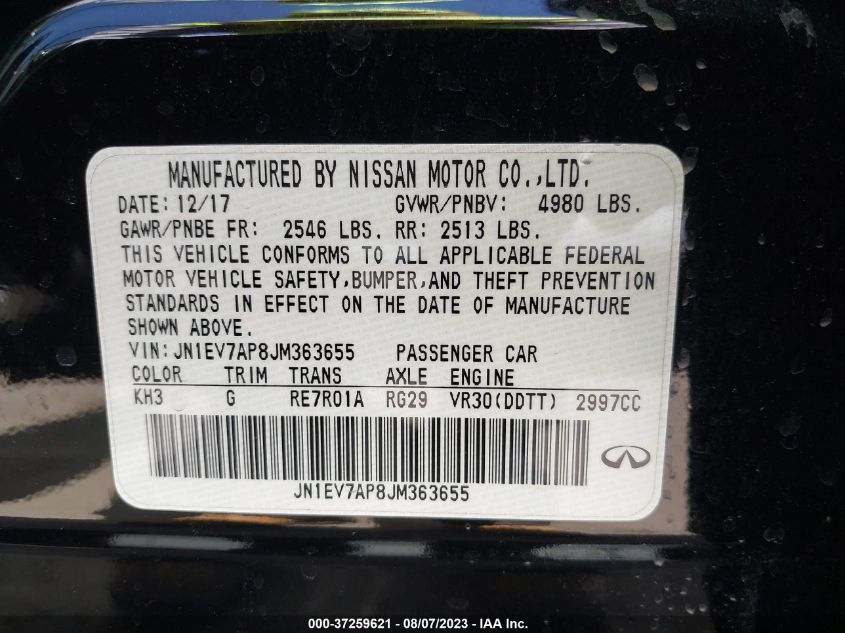 MANUFACTURED BY NISSAN MOTOR CO.,LTD.
DATE: 12/17 GVWR/PNBV: 4980 LBS.
GAWR/PNBE FR: 2546 LBS. RR: 2513 LBS.
THIS VEHICLE CONFORMS TO ALL APPLICABLE FEDERAL
MOTOR VEHICLE SAFETY,BUMPER,AND THEFT PREVENTION
STANDARDS IN EFFECT ON THE DATE OF MANUFACTURE
SHOWN ABOVE.
VIN:JN1EV7AP8JM363655 PASSENGER CAR
COLOR TRIM TRANS AXLE ENGINE
KH3 G RE7R01A RG29 VR30(DDTT) 2997CC
JN1EV7AP8JM363655
000-37259621 - 08/07/2023 - IAA Inc.